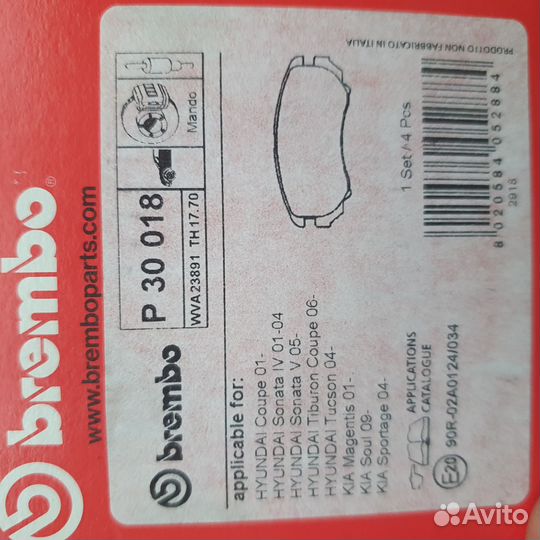 brembo
www.bremboparts.com
brembo
P 30 018
WVA 23891 TH 17.70
Mando
applicable for:
HYUNDAI Coupe 01-
HYUNDAI Sonata IV 01-04
HYUNDAI Sonata V 05-
HYUNDAI Tiburon Coupe 06-
HYUNDAI Tucson 04-
KIA Magentis 01-
KIA Soul 09-
KIA Sportage 04-
1 Set / 4 Pcs
8 020584 052884
2918
PRODOTTO NON FABBRICATO IN ITALIA
APPLICATIONS
CATALOGUE
E20 90R-02A0124/034
Avito